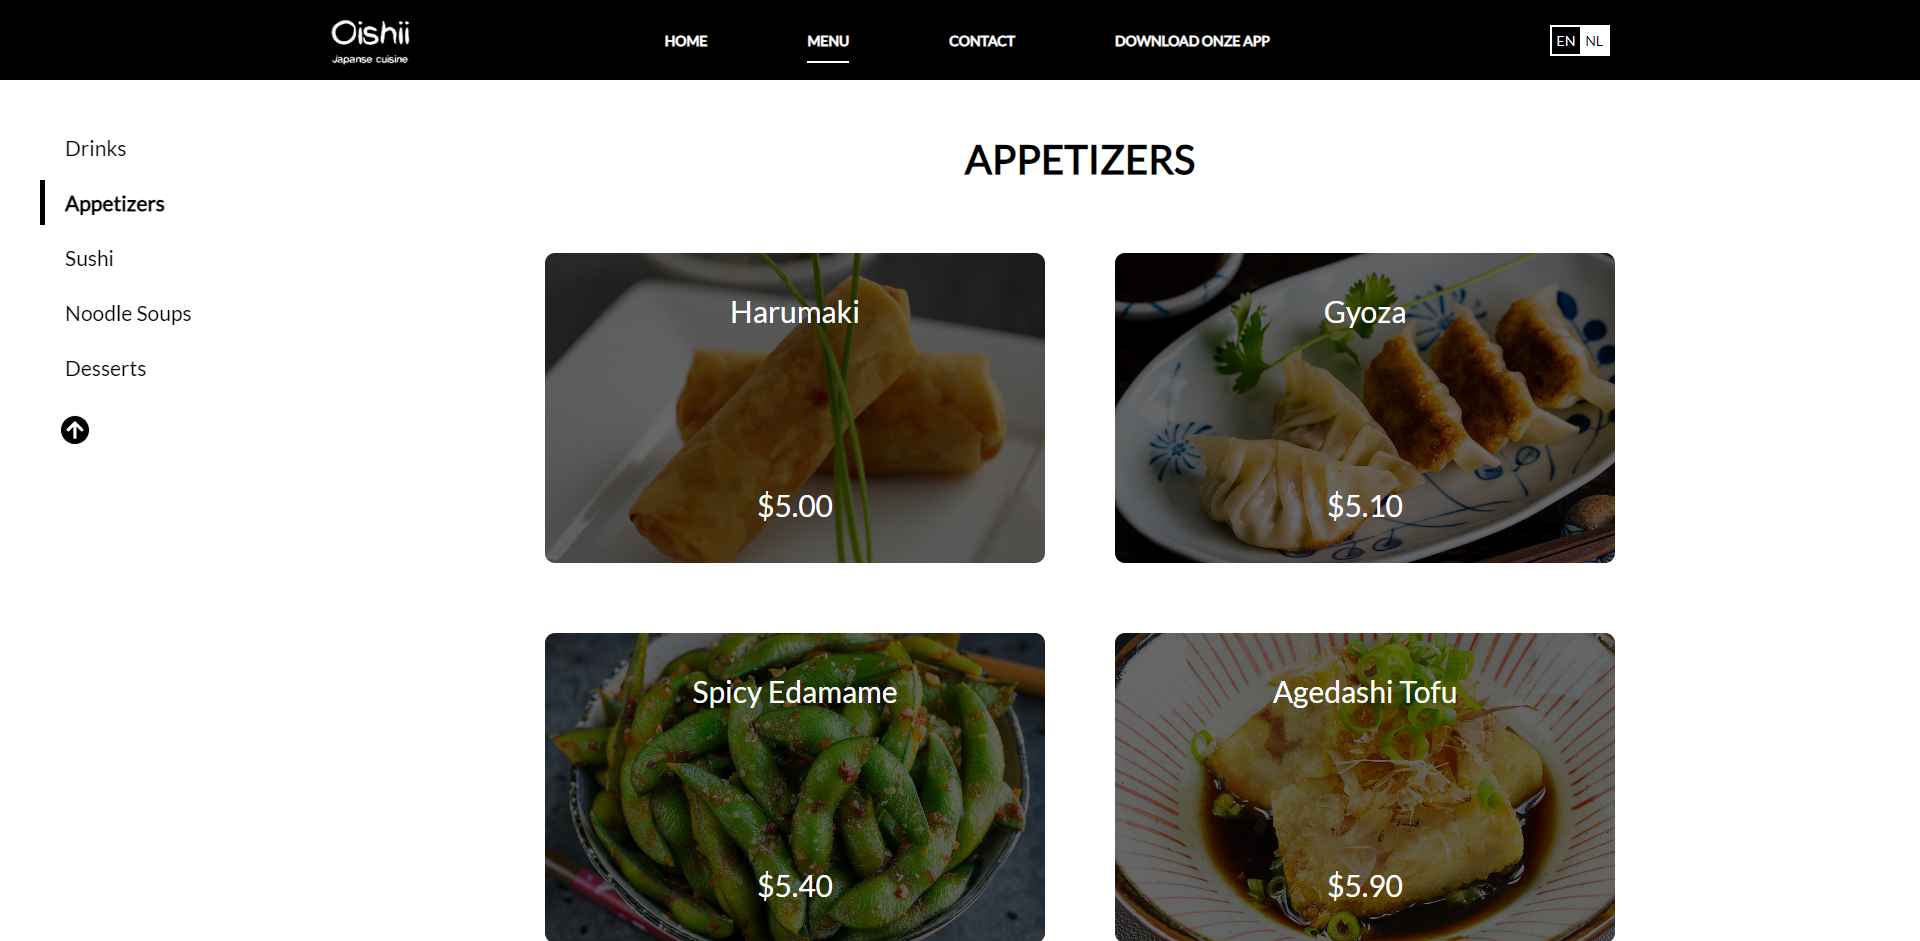 Oishii
Japanse cuisine
HOME
MENU
CONTACT
DOWNLOAD ONZE APP
EN NL
Drinks
Appetizers
Sushi
Noodle Soups
Desserts
APPETIZERS
Harumaki
$5.00
Gyoza
$5.10
Spicy Edamame
$5.40
Agedashi Tofu
$5.90